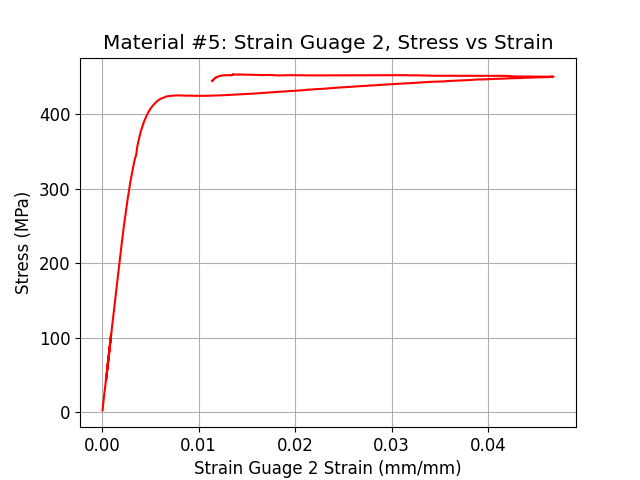 Material #5: Strain Guage 2, Stress vs Strain
400
300
200
100
0
Stress (MPa)
0.00 0.01 0.02 0.03 0.04
Strain Guage 2 Strain (mm/mm)